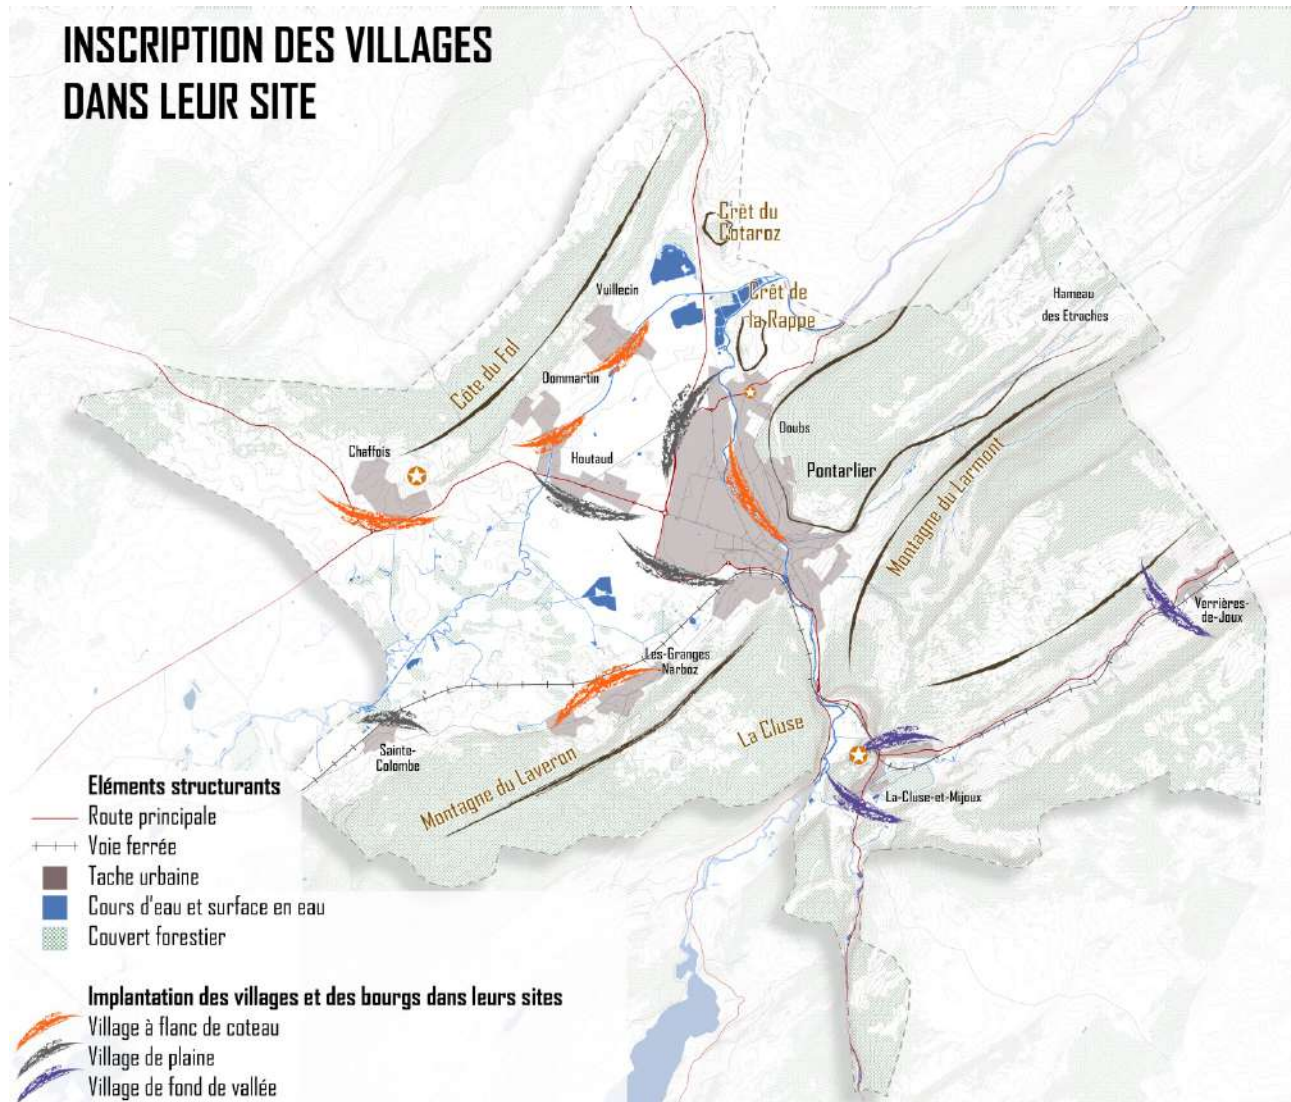 INSCRIPTION DES VILLAGES
DANS LEUR SITE
Crêt du
Cotaroz
Vuillecin
Crêt de
la Rappe
Hameau
des Etraches
Côte du Fol
Dommartin
Doubs
Chaffois
Houtaud
Pontarlier
Montagne du Larmont
Verrières-
de-Joux
Les-Granges
Narboz
La Cluse
Sainte-
Colombe
Montagne du Laveron
La-Cluse-et-Mijoux
Eléments structurants
Route principale
Voie ferrée
Tache urbaine
Cours d'eau et surface en eau
Couvert forestier
Implantation des villages et des bourgs dans leurs sites
Village à flanc de coteau
Village de plaine
Village de fond de vallée